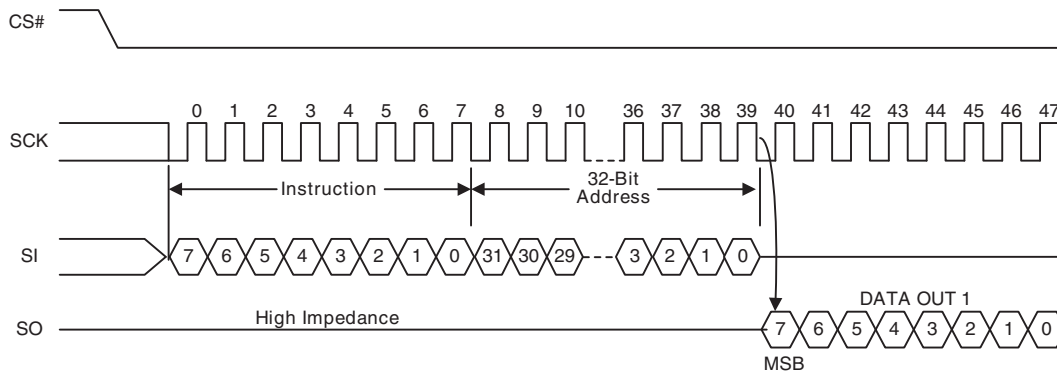 CS#
0 1 2 3 4 5 6 7 8 9 10 36 37 38 39 40 41 42 43 44 45 46 47
SCK
Instruction
32-Bit
Address
SI
7 6 5 4 3 2 1 0 31 30 29 3 2 1 0
DATA OUT 1
High Impedance
SO
7 6 5 4 3 2 1 0
MSB